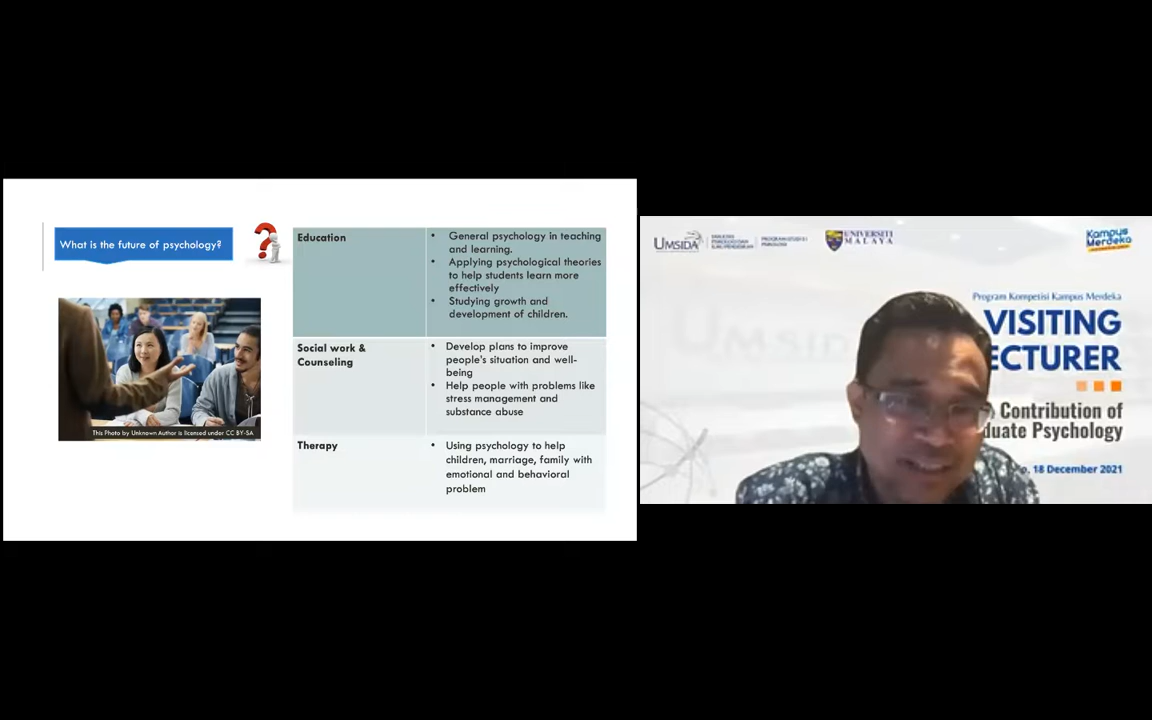 What is the future of psychology?
This Photo by Unknown Author is licensed under CC BY-SA
Education
• General psychology in teaching
and learning.
• Applying psychological theories
to help students learn more
effectively
• Studying growth and
development of children.
Social work &
Counseling
• Develop plans to improve
people's situation and well-
being
• Help people with problems like
stress management and
substance abuse
Therapy
• Using psychology to help
children, marriage, family with
emotional and behavioral
problem
UMSIDA
PROGRAM STUDI
PSIKOLOGI
UNIVERSITI
MALAYA
Kampus
Merdeka
Program Kompetisi Kampus Merdeka
VISITING
ECTURER
Contribution of
duate Psychology
o, 18 December 2021
UMSID